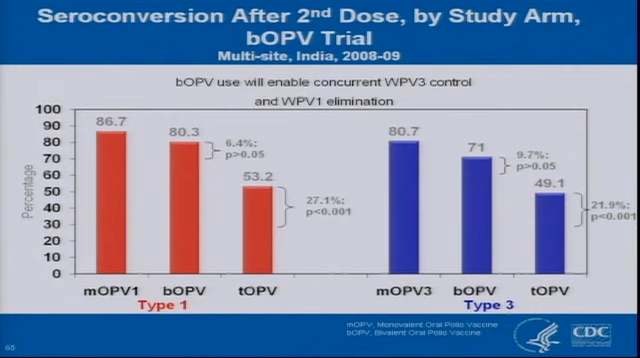 Seroconversion After 2nd Dose, by Study Arm,
bOPV Trial
Multi-site, India, 2008-09
bOPV use will enable concurrent WPV3 control
and WPV1 elimination
Percentage
100
90
80
70
60
50
40
30
20
10
0
86.7
80.3
6.4%:
p>0.05
53.2
27.1%:
p<0.001
80.7
71
9.7%:
p>0.05
49.1
21.9%:
p<0.001
mOPV1 bOPV tOPV mOPV3 bOPV tOPV
Type 1 Type 3
mOPV, Monovalent Oral Polio Vaccine
bOPV, Bivalent Oral Polio Vaccine
65
CDC